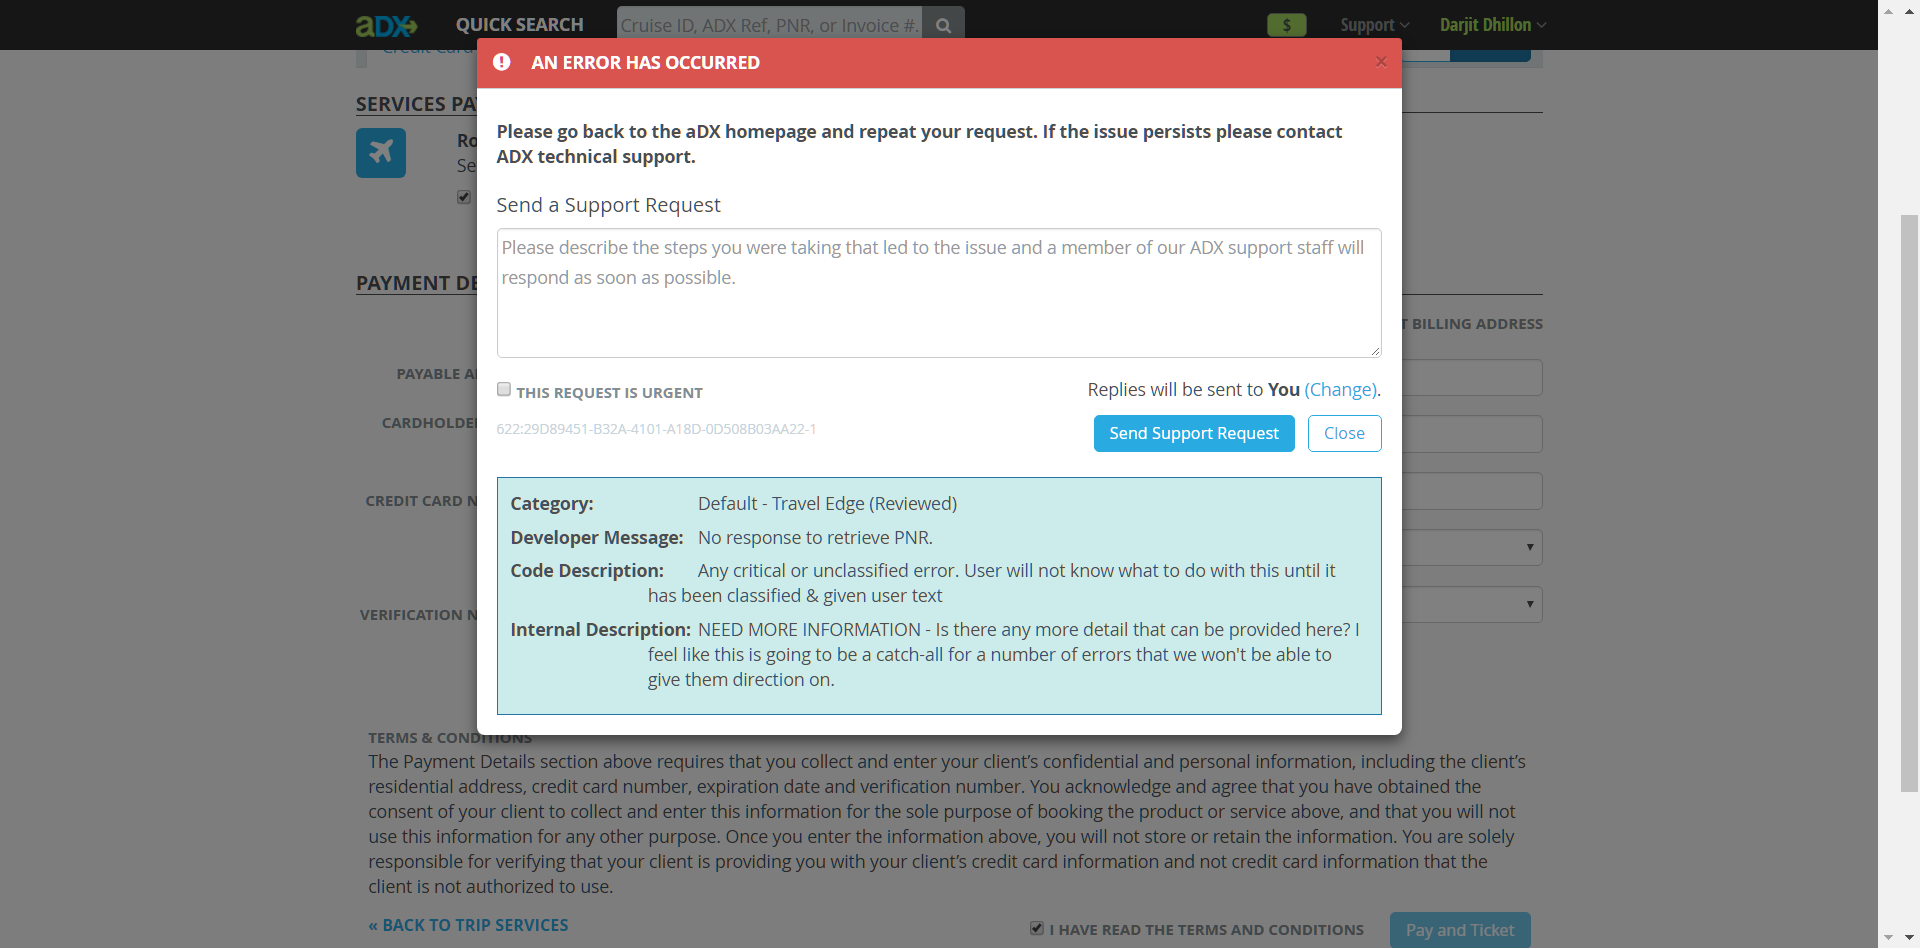 aDX
QUICK SEARCH
Cruise ID, ADX Ref, PNR, or Invoice #.
$
Support
Darjit Dhillon
AN ERROR HAS OCCURRED
×
SERVICES PA
Ro
Se
Please go back to the aDX homepage and repeat your request. If the issue persists please contact
ADX technical support.
Send a Support Request
Please describe the steps you were taking that led to the issue and a member of our ADX support staff will
respond as soon as possible.
PAYMENT DE
T BILLING ADDRESS
PAYABLE A
CARDHOLDE
CREDIT CARD N
VERIFICATION N
THIS REQUEST IS URGENT
Replies will be sent to You (Change).
622:29D89451-B32A-4101-A18D-0D508B03AA22-1
Send Support Request
Close
Category: Default - Travel Edge (Reviewed)
Developer Message: No response to retrieve PNR.
Code Description: Any critical or unclassified error. User will not know what to do with this until it
has been classified & given user text
Internal Description: NEED MORE INFORMATION - Is there any more detail that can be provided here? I
feel like this is going to be a catch-all for a number of errors that we won't be able to
give them direction on.
TERMS & CONDITIONS
The Payment Details section above requires that you collect and enter your client's confidential and personal information, including the client's
residential address, credit card number, expiration date and verification number. You acknowledge and agree that you have obtained the
consent of your client to collect and enter this information for the sole purpose of booking the product or service above, and that you will not
use this information for any other purpose. Once you enter the information above, you will not store or retain the information. You are solely
responsible for verifying that your client is providing you with your client's credit card information and not credit card information that the
client is not authorized to use.
« BACK TO TRIP SERVICES
I HAVE READ THE TERMS AND CONDITIONS
Pay and Ticket